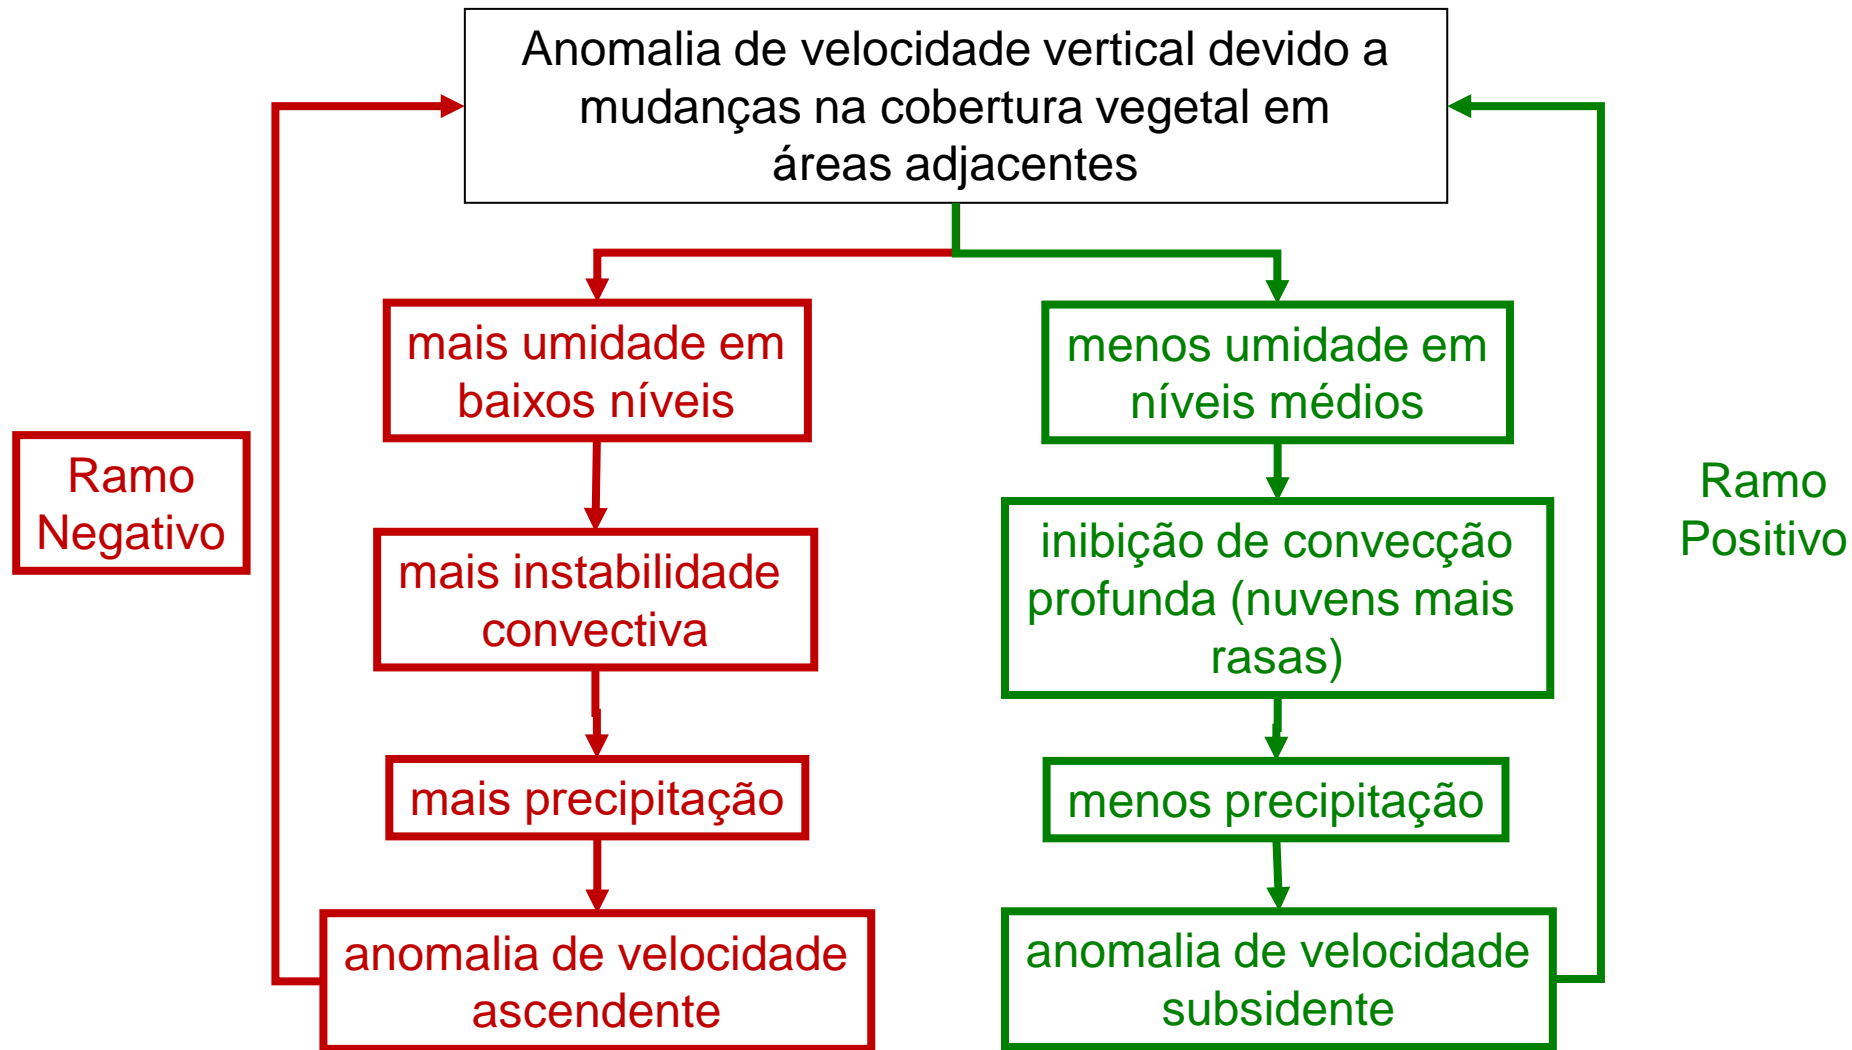 Anomalia de velocidade vertical devido a
mudanças na cobertura vegetal em
áreas adjacentes
mais umidade em
baixos níveis
menos umidade em
níveis médios
Ramo
Negativo
Ramo
Positivo
mais instabilidade
convectiva
inibição de convecção
profunda (nuvens mais
rasas)
mais precipitação
menos precipitação
anomalia de velocidade
ascendente
anomalia de velocidade
subsidente